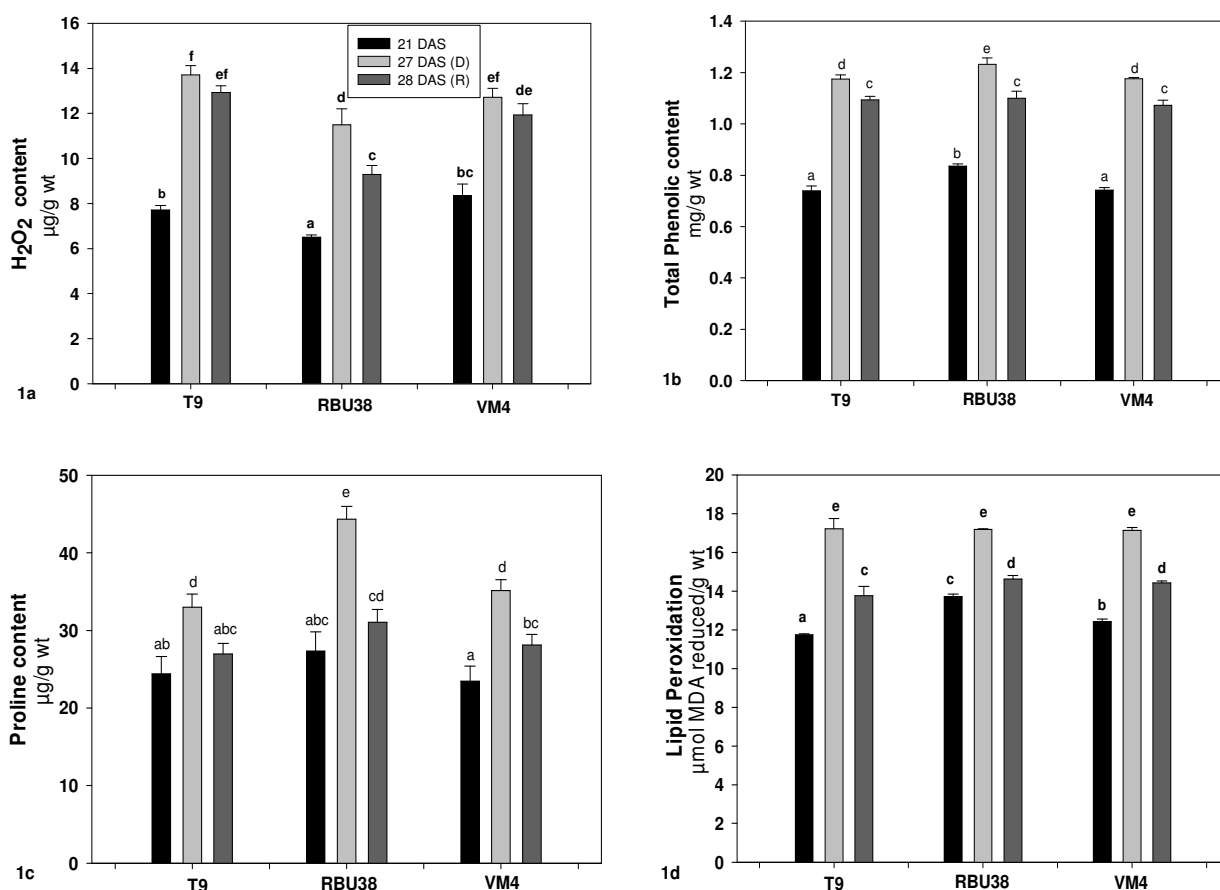 16
14
12
10
8
6
4
2
0
H2O2 content
µg/g wt
21 DAS
27 DAS (D)
28 DAS (R)
b
f
ef
a
d
c
bc
ef
de
T9
RBU38
VM4
1a
1.4
1.2
1.0
0.8
0.6
0.4
0.2
0.0
Total Phenolic content
mg/g wt
a
d
c
b
e
c
a
d
c
T9
RBU38
VM4
1b
50
40
30
20
10
0
Proline content
µg/g wt
ab
d
abc
abc
e
cd
a
d
bc
T9
RBU38
VM4
1c
20
18
16
14
12
10
8
6
4
2
0
Lipid Peroxidation
µmol MDA reduced/g wt
a
e
c
c
e
d
b
e
d
T9
RBU38
VM4
1d